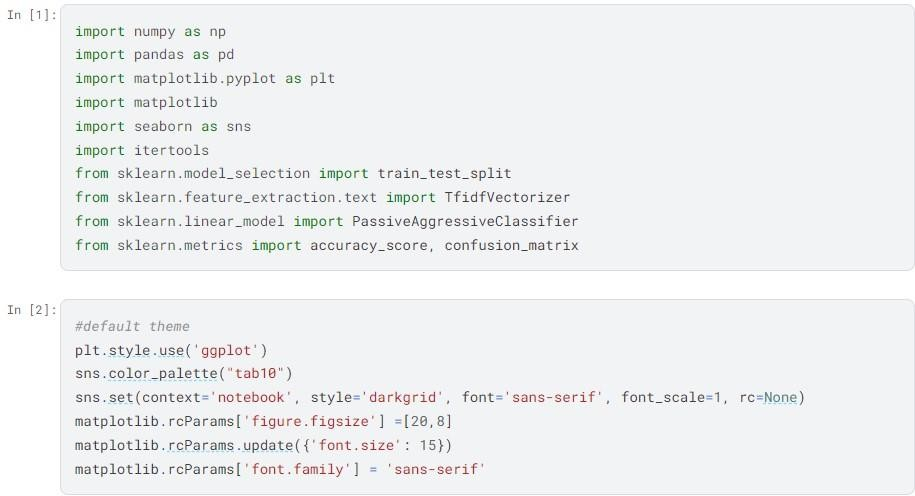 In [1]:
import numpy as np
import pandas as pd
import matplotlib.pyplot as plt
import matplotlib
import seaborn as sns
import itertools
from sklearn.model_selection import train_test_split
from sklearn.feature_extraction.text import TfidfVectorizer
from sklearn.linear_model import PassiveAggressiveClassifier
from sklearn.metrics import accuracy_score, confusion_matrix
In [2]:
#default theme
plt.style.use('ggplot')
sns.color_palette("tab10")
sns.set(context='notebook', style='darkgrid', font='sans-serif', font_scale=1, rc=None)
matplotlib.rcParams['figure.figsize'] =[20,8]
matplotlib.rcParams.update({'font.size': 15})
matplotlib.rcParams['font.family'] = 'sans-serif'